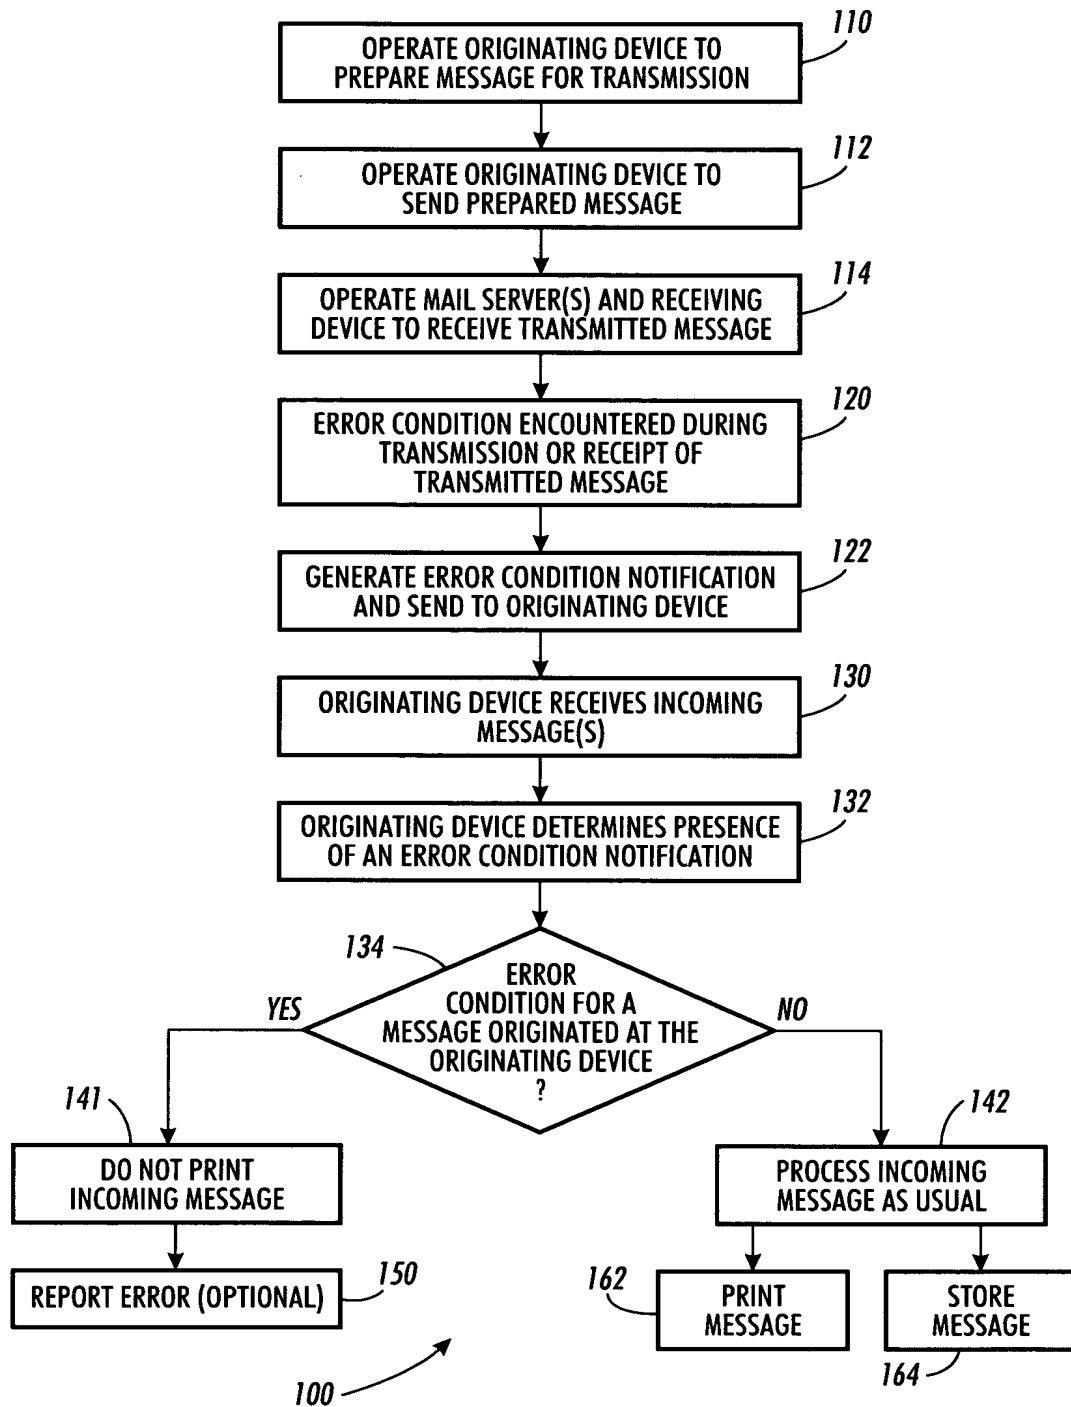 110
OPERATE ORIGINATING DEVICE TO
PREPARE MESSAGE FOR TRANSMISSION
112
OPERATE ORIGINATING DEVICE TO
SEND PREPARED MESSAGE
114
OPERATE MAIL SERVER(S) AND RECEIVING
DEVICE TO RECEIVE TRANSMITTED MESSAGE
120
ERROR CONDITION ENCOUNTERED DURING
TRANSMISSION OR RECEIPT OF
TRANSMITTED MESSAGE
122
GENERATE ERROR CONDITION NOTIFICATION
AND SEND TO ORIGINATING DEVICE
130
ORIGINATING DEVICE RECEIVES INCOMING
MESSAGE(S)
132
ORIGINATING DEVICE DETERMINES PRESENCE
OF AN ERROR CONDITION NOTIFICATION
134
ERROR
CONDITION FOR A
MESSAGE ORIGINATED AT THE
ORIGINATING DEVICE
?
YES
NO
141
DO NOT PRINT
INCOMING MESSAGE
142
PROCESS INCOMING
MESSAGE AS USUAL
REPORT ERROR (OPTIONAL)
150
162
PRINT
MESSAGE
STORE
MESSAGE
164
100